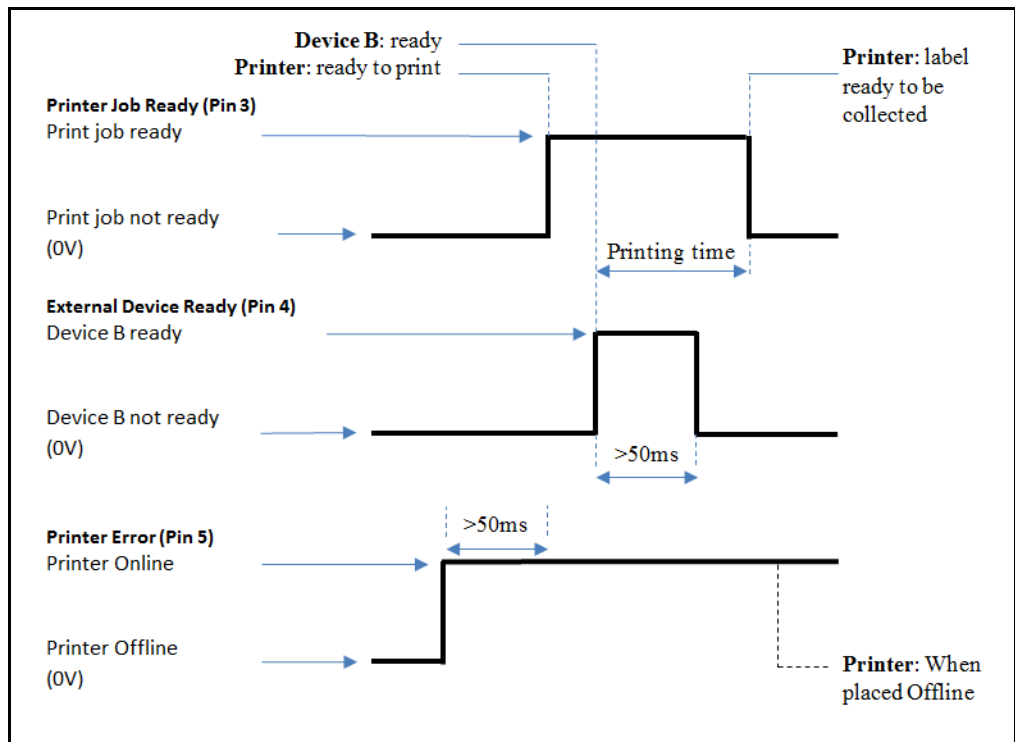 Device B: ready
Printer: ready to print
Printer: label
ready to be
collected
Printer Job Ready (Pin 3)
Print job ready
Print job not ready
(0V)
Printing time
External Device Ready (Pin 4)
Device B ready
Device B not ready
(0V)
>50ms
>50ms
Printer Error (Pin 5)
Printer Online
Printer Offline
(0V)
Printer: When
placed Offline